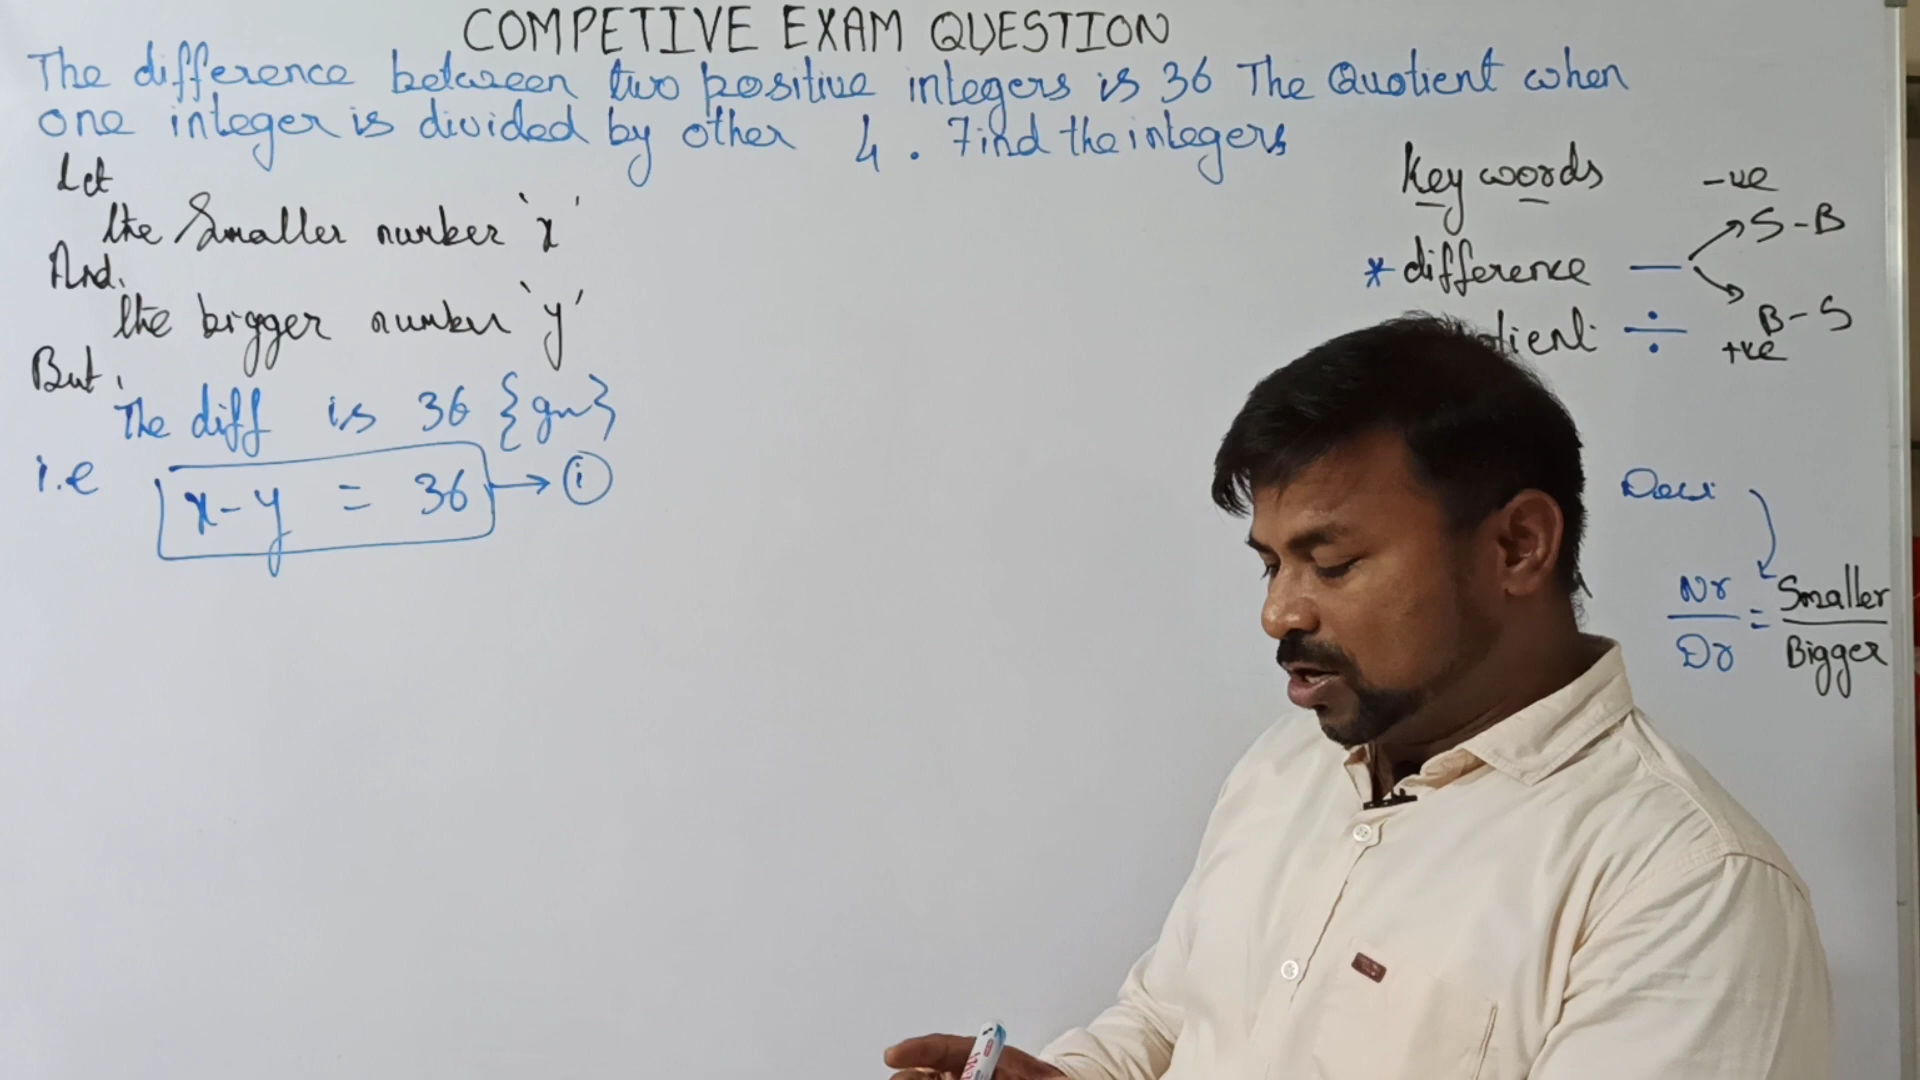 COMPETIVE EXAM QUESTION
The difference between two positive integers is 36 The Quotient when
one integer is divided by other 4. Find the integers
Let
the Smaller number 'x'
And,
the bigger number 'y'
But,
The diff is 36 {gn}
i.e x-y = 36 → (i)
Key words
-ve
S-B
* difference —
B-S
÷
+ve
Nr/Dr = Smaller/Bigger